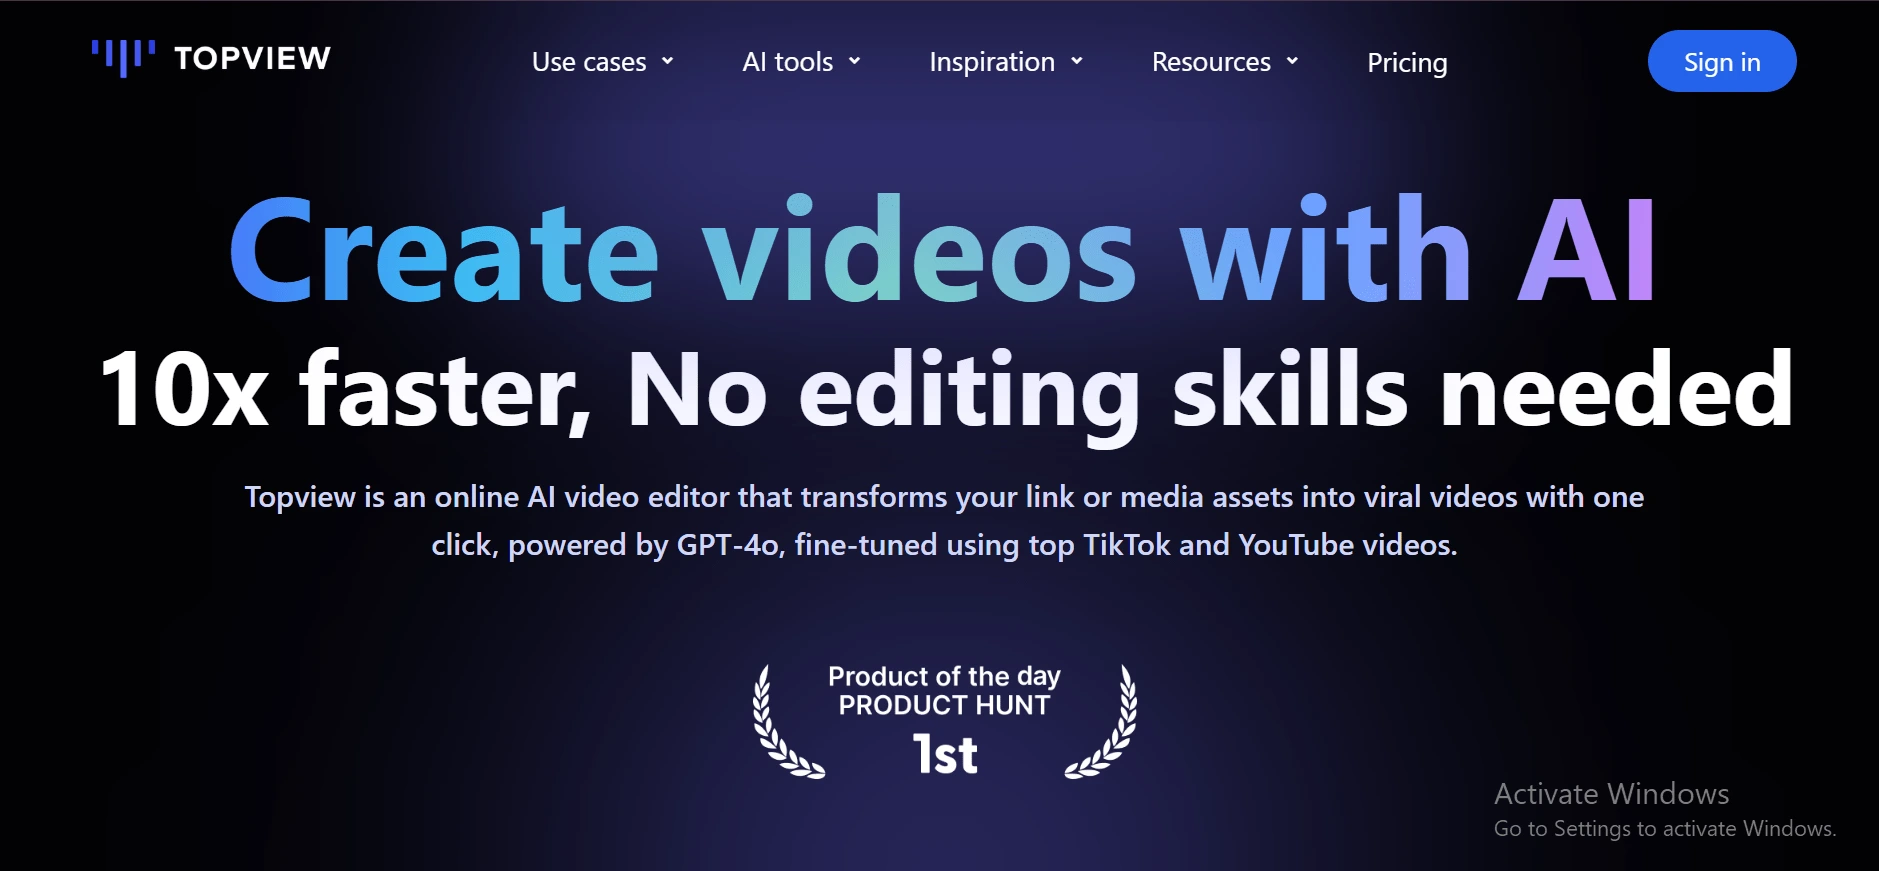 TOPVIEW
Use cases
AI tools
Inspiration
Resources
Pricing
Sign in
Create videos with AI
10x faster, No editing skills needed
Topview is an online AI video editor that transforms your link or media assets into viral videos with one
click, powered by GPT-4o, fine-tuned using top TikTok and YouTube videos.
Product of the day
PRODUCT HUNT
1st
Activate Windows
Go to Settings to activate Windows.